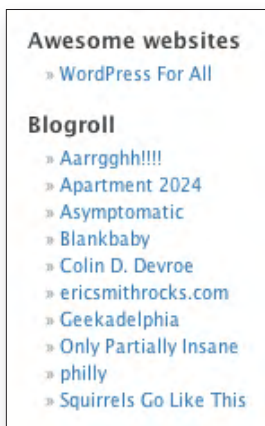 Awesome websites
» WordPress For All
Blogroll
» Aarrgghh!!!!
» Apartment 2024
» Asymptomatic
» Blankbaby
» Colin D. Devroe
» ericsmithrocks.com
» Geekadelphia
» Only Partially Insane
» philly
» Squirrels Go Like This